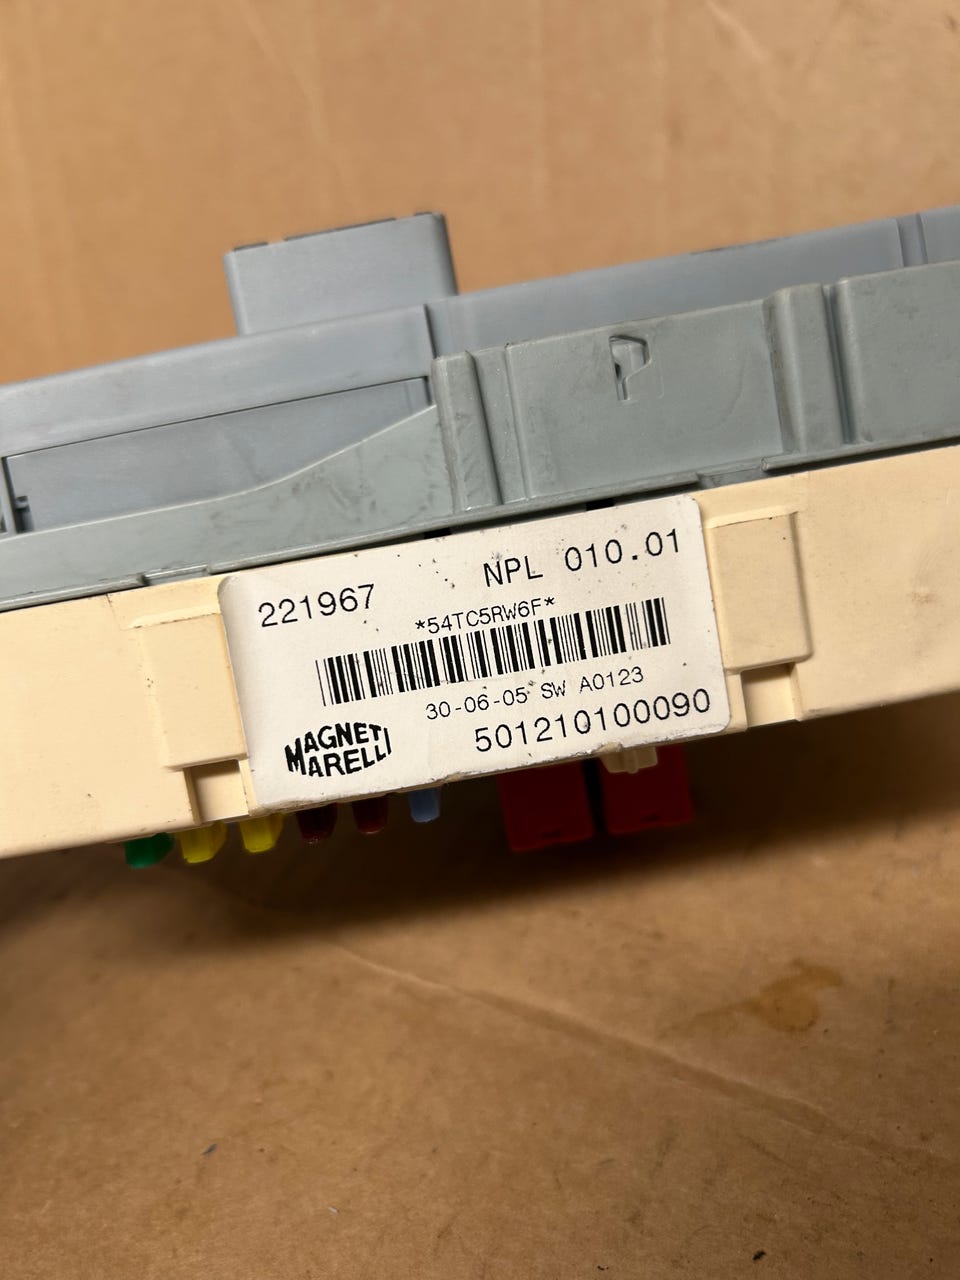 221967 NPL 010.01
*54TC5RW6F*
30-06-05 SW A0123
MAGNETI MARELLI
501210100090